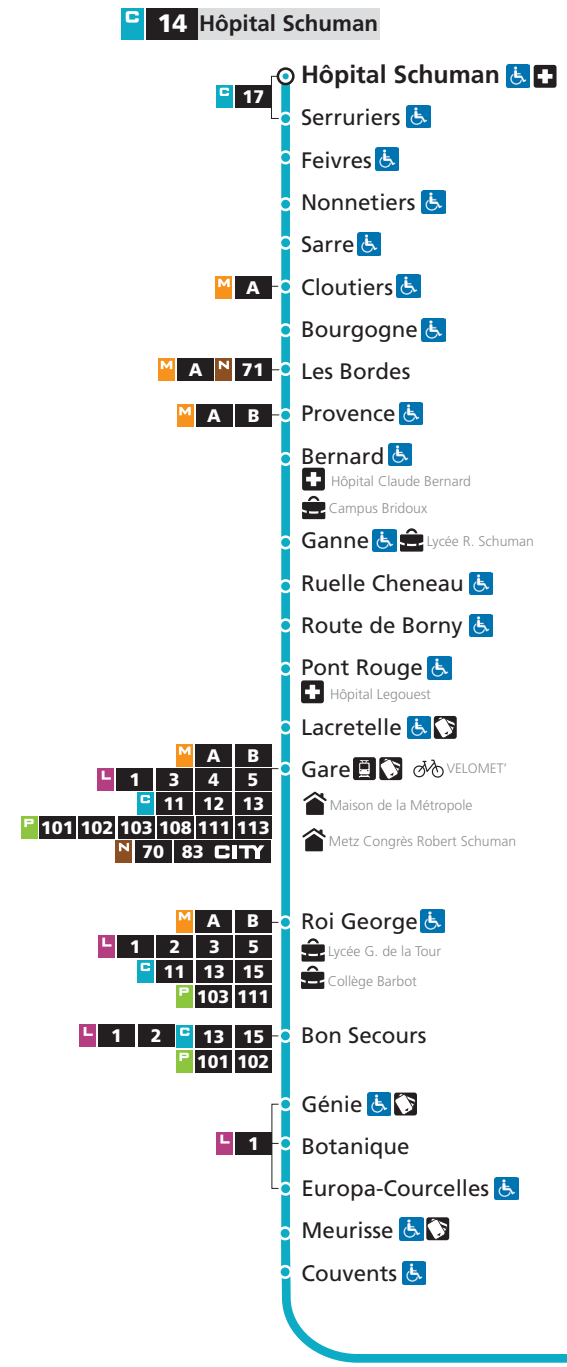 C 14 Hôpital Schuman
Hôpital Schuman
C 17
Serruriers
Feivres
Nonnetiers
Sarre
M A Cloutiers
Bourgogne
M A N 71 Les Bordes
M A B Provence
Bernard
Hôpital Claude Bernard
Campus Bridoux
Ganne Lycée R. Schuman
Ruelle Cheneau
Route de Borny
Pont Rouge
Hôpital Legouest
Lacretelle
M A B
Gare VELOMET'
L 1 3 4 5
C 11 12 13
Maison de la Métropole
P 101 102 103 108 111 113
Metz Congrès Robert Schuman
N 70 83 CITY
M A B Roi George
L 1 2 3 5
Lycée G. de la Tour
C 11 13 15
Collège Barbot
P 103 111
L 1 2 C 13 15 Bon Secours
P 101 102
Génie
L 1 Botanique
Europa-Courcelles
Meurisse
Couvents